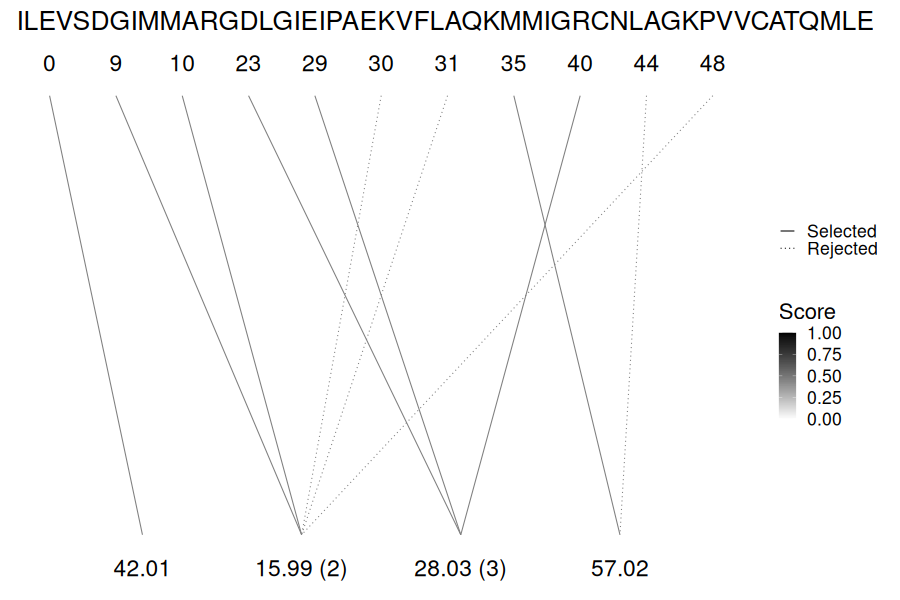 ILEVSDGIMMARGDLGIEIPAEKVFLAQKMMIGRCNLAGKPVVCATQMLE
0 9 10 23 29 30 31 35 40 44 48
Selected
Rejected
Score
1.00
0.75
0.50
0.25
0.00
42.01 15.99 (2) 28.03 (3) 57.02